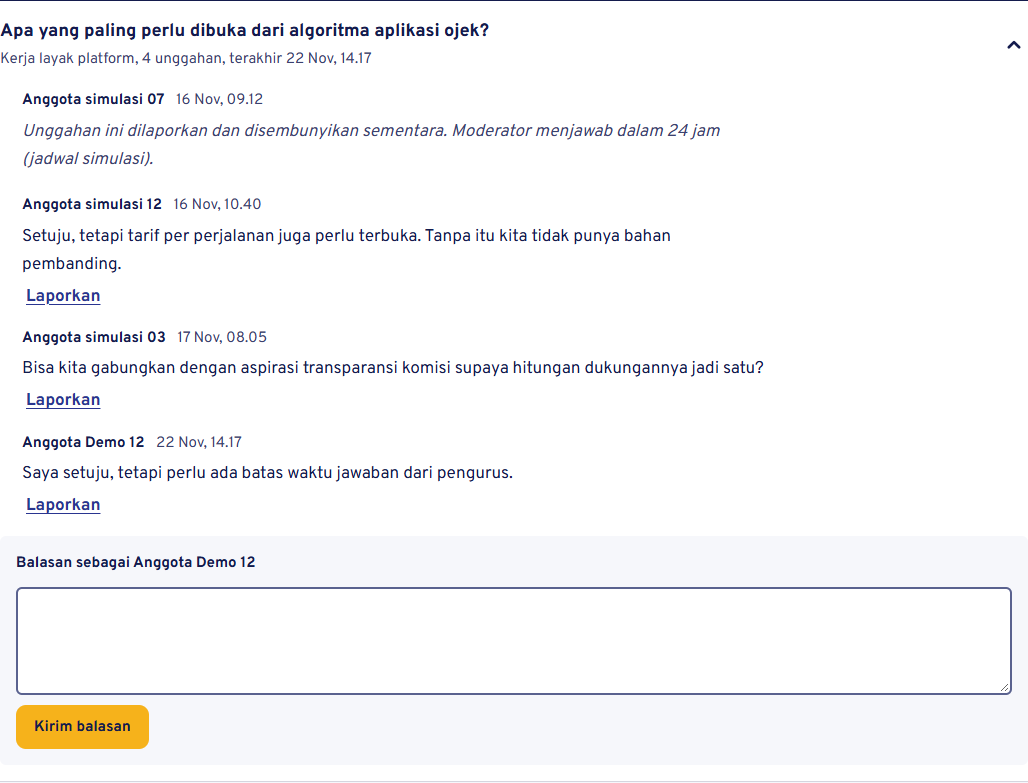 Apa yang paling perlu dibuka dari algoritma aplikasi ojek?
Kerja layak platform, 4 unggahan, terakhir 22 Nov, 14.17
Anggota simulasi 07 16 Nov, 09.12
Unggahan ini dilaporkan dan disembunyikan sementara. Moderator menjawab dalam 24 jam
(jadwal simulasi).
Anggota simulasi 12 16 Nov, 10.40
Setuju, tetapi tarif per perjalanan juga perlu terbuka. Tanpa itu kita tidak punya bahan
pembanding.
Laporkan
Anggota simulasi 03 17 Nov, 08.05
Bisa kita gabungkan dengan aspirasi transparansi komisi supaya hitungan dukungannya jadi satu?
Laporkan
Anggota Demo 12 22 Nov, 14.17
Saya setuju, tetapi perlu ada batas waktu jawaban dari pengurus.
Laporkan
Balasan sebagai Anggota Demo 12
Kirim balasan